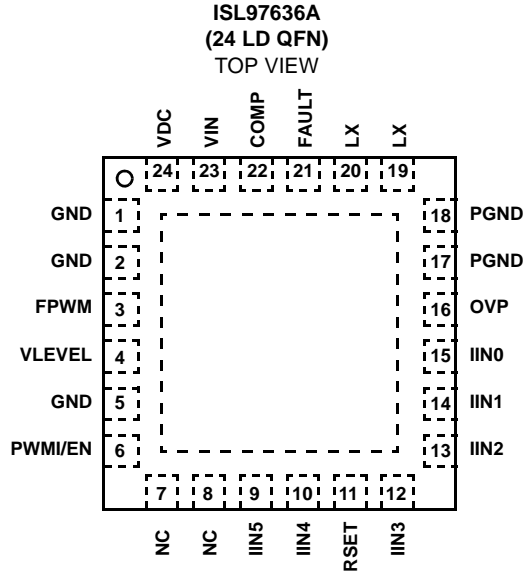 ISL97636A
(24 LD QFN)
TOP VIEW
VDC
VIN
COMP
FAULT
LX
LX
24
23
22
21
20
19
GND 1
GND 2
FPWM 3
VLEVEL 4
GND 5
PWMI/EN 6
18 PGND
17 PGND
16 OVP
15 IIN0
14 IIN1
13 IIN2
7
8
9
10
11
12
NC
NC
IIN5
IIN4
RSET
IIN3